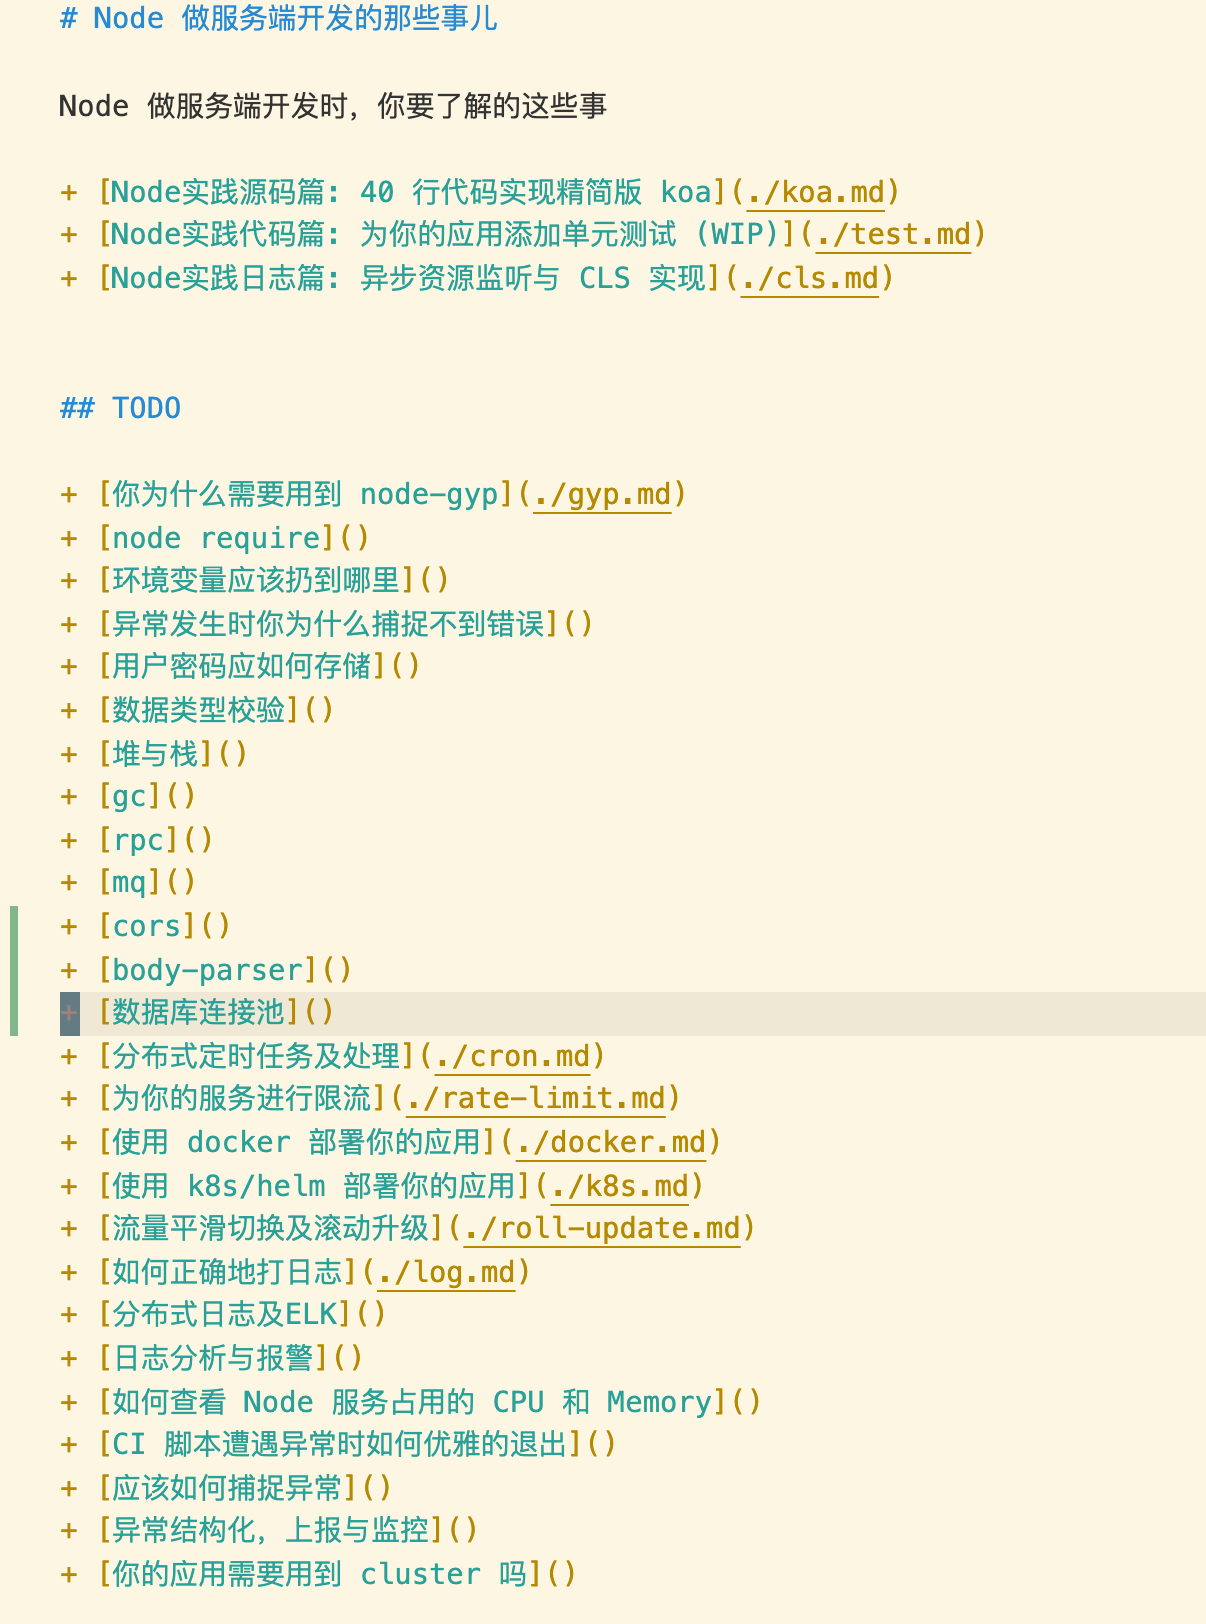 # Node 做服务端开发的那些事儿
Node 做服务端开发时，你要了解的这些事
+ [Node实践源码篇: 40 行代码实现精简版 koa](./koa.md)
+ [Node实践代码篇: 为你的应用添加单元测试 (WIP)](./test.md)
+ [Node实践日志篇: 异步资源监听与 CLS 实现](./cls.md)
## TODO
+ [你为什么需要用到 node-gyp](./gyp.md)
+ [node require]()
+ [环境变量应该扔到哪里]()
+ [异常发生时你为什么捕捉不到错误]()
+ [用户密码应如何存储]()
+ [数据类型校验]()
+ [堆与栈]()
+ [gc]()
+ [rpc]()
+ [mq]()
+ [cors]()
+ [body-parser]()
+ [数据库连接池]()
+ [分布式定时任务及处理](./cron.md)
+ [为你的服务进行限流](./rate-limit.md)
+ [使用 docker 部署你的应用](./docker.md)
+ [使用 k8s/helm 部署你的应用](./k8s.md)
+ [流量平滑切换及滚动升级](./roll-update.md)
+ [如何正确地打日志](./log.md)
+ [分布式日志及ELK]()
+ [日志分析与报警]()
+ [如何查看 Node 服务占用的 CPU 和 Memory]()
+ [CI 脚本遭遇异常时如何优雅的退出]()
+ [应该如何捕捉异常]()
+ [异常结构化，上报与监控]()
+ [你的应用需要用到 cluster 吗]()